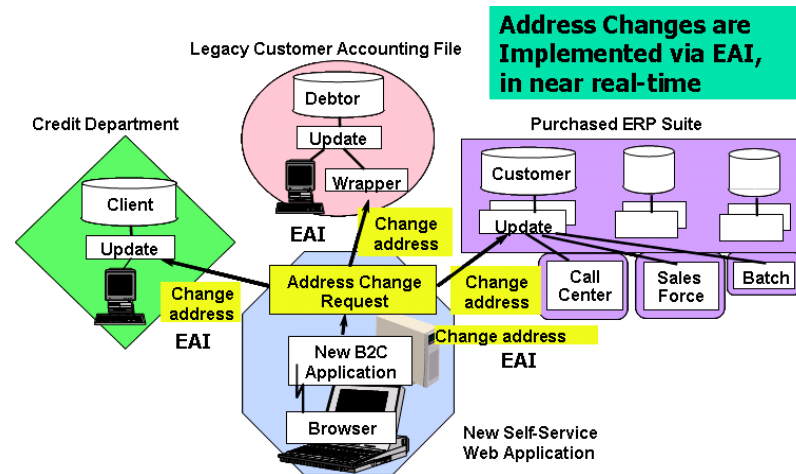 Address Changes are
Implemented via EAI,
in near real-time
Legacy Customer Accounting File
Debtor
Update
Wrapper
Credit Department
Client
Update
Purchased ERP Suite
Customer
Update
Call
Center
Sales
Force
Batch
EAI
Change
address
Change
address
EAI
Address Change
Request
Change
address
Change address
EAI
New B2C
Application
Browser
New Self-Service
Web Application